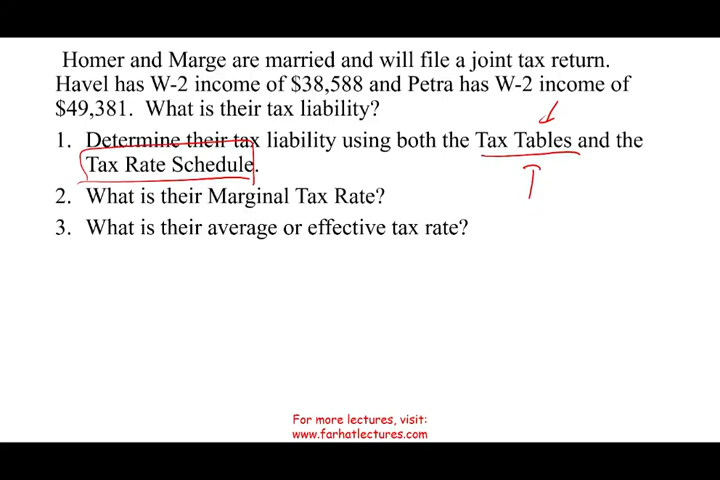 Homer and Marge are married and will file a joint tax return.
Havel has W-2 income of $38,588 and Petra has W-2 income of
$49,381. What is their tax liability?
1. Determine their tax liability using both the Tax Tables and the
Tax Rate Schedule.
2. What is their Marginal Tax Rate?
3. What is their average or effective tax rate?
For more lectures, visit:
www.farhatlectures.com